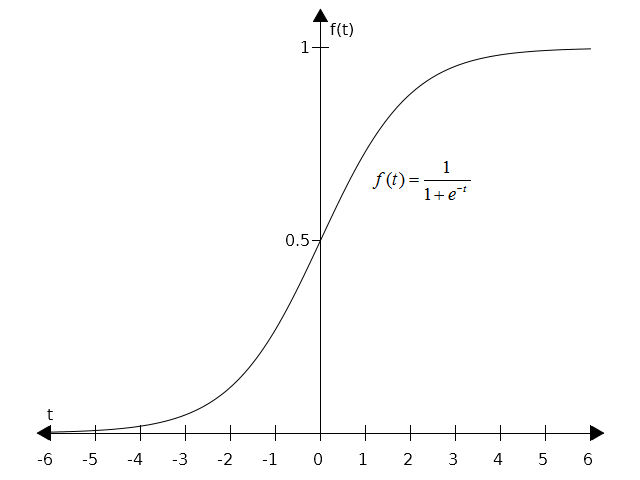 f(t)
1
f(t) = 1 / (1 + e^{-t})
0.5
t
-6 -5 -4 -3 -2 -1 0 1 2 3 4 5 6